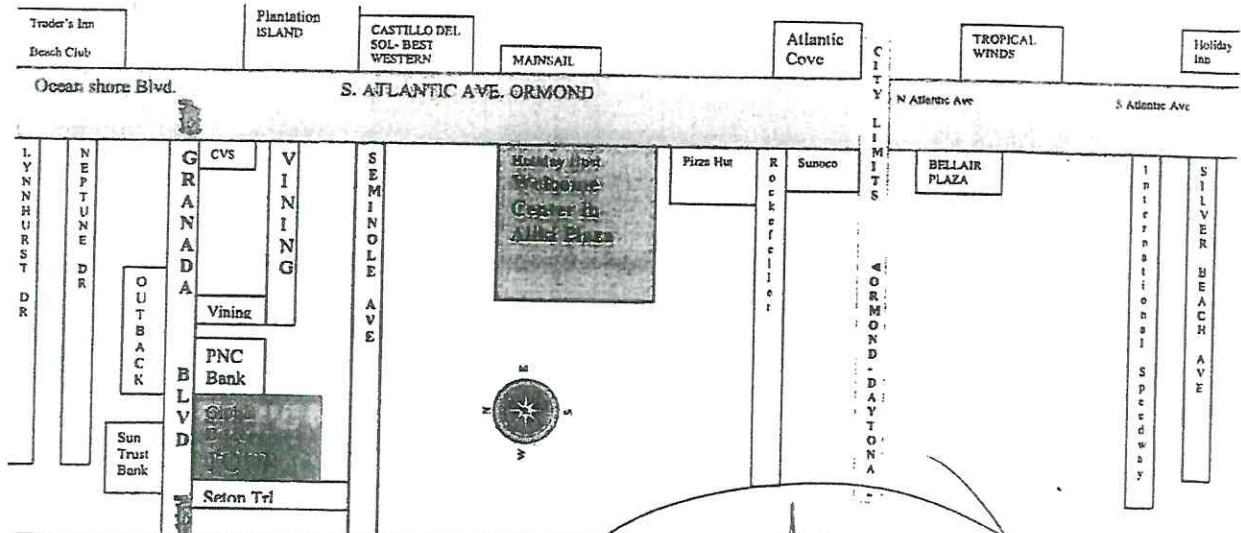 Trader's Inn
Beach Club
Plantation
ISLAND
CASTILLO DEL
SOL- BEST
WESTERN
MAINSAIL
Atlantic
Cove
CITY LIMITS
TROPICAL
WINDS
Holiday
Inn
Ocean shore Blvd.
S. ATLANTIC AVE. ORMOND
N Atlantic Ave
S Atlantic Ave
LYNNHURST DR
NEPTUNE DR
GRANADA BLVD
CVS
VINING
SEMINOLE AVE
Holiday Host
Welcome
Center in
Pizza Hut
Rockefellor
Sunoco
BELLAIR
PLAZA
International Speedway
SILVER BEACH AVE
OUTBACK
Vining
PNC
Bank
ORMOND-DAYTONA
Sun
Trust
Bank
Seton Trl
N
E
S
W